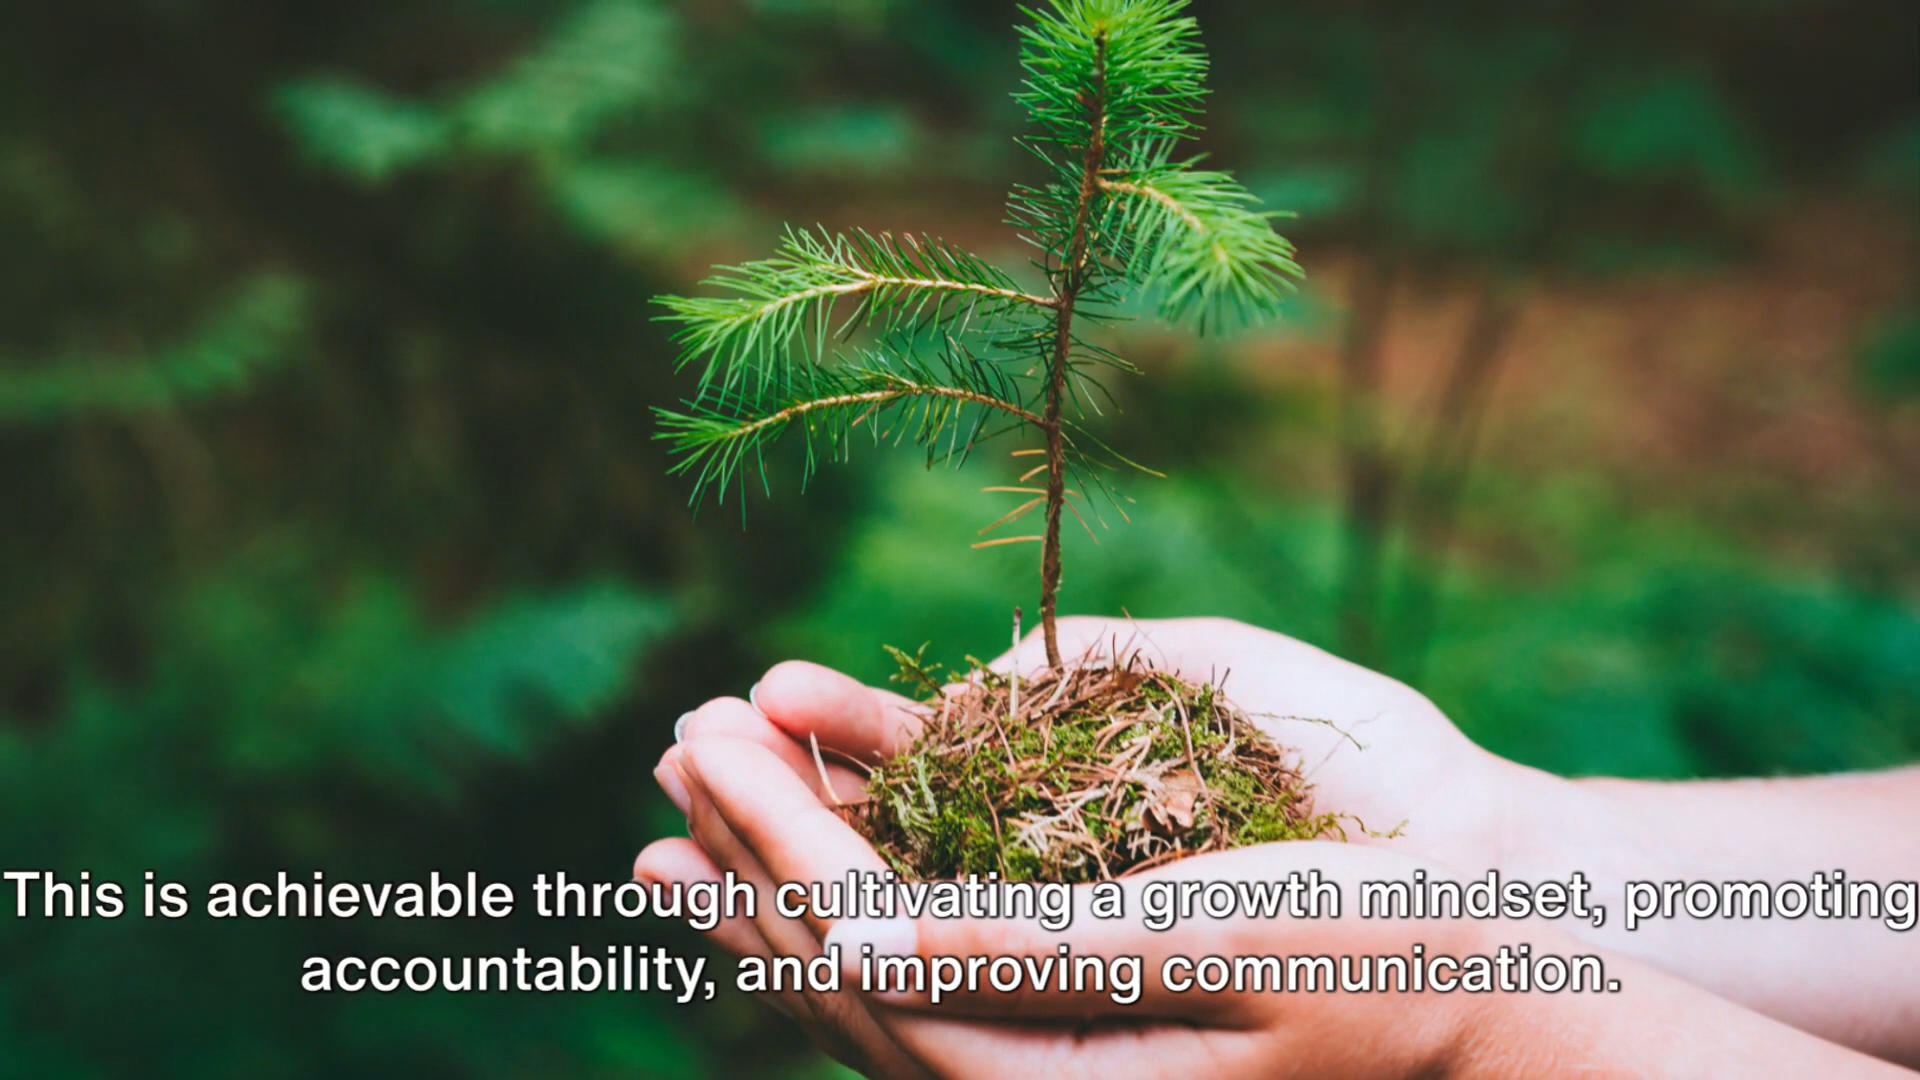 This is achievable through cultivating a growth mindset, promoting
accountability, and improving communication.